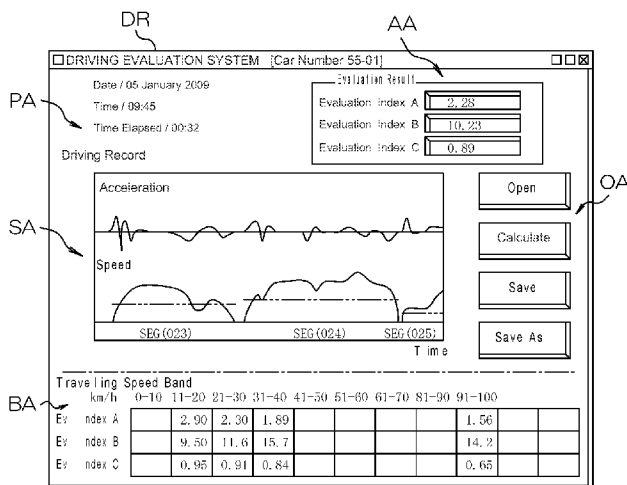 DR
AA
DRIVING EVALUATION SYSTEM [Car Number 55-01]
Date / 05 January 2009
Time / 09:45
Time Elapsed / 00:32
PA
Evaluation Result
Evaluation Index A 2.28
Evaluation Index B 10.23
Evaluation Index C 0.89
Driving Record
Acceleration
Speed
SEG(023) SEG(024) SEG(025)
Time
SA
Open
Calculate
Save
Save As
OA
Travelling Speed Band
km/h 0-10 11-20 21-30 31-40 41-50 51-60 61-70 81-90 91-100
BA
Ev ndex A 2.90 2.30 1.89 1.56
Ev ndex B 9.50 11.6 15.7 14.2
Ev ndex C 0.95 0.91 0.84 0.65